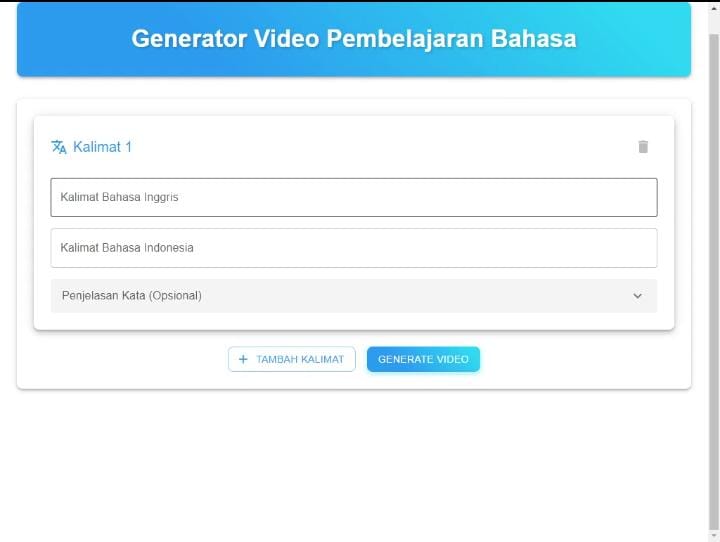 Generator Video Pembelajaran Bahasa
Kalimat 1
Kalimat Bahasa Inggris
Kalimat Bahasa Indonesia
Penjelasan Kata (Opsional)
+ TAMBAH KALIMAT
GENERATE VIDEO